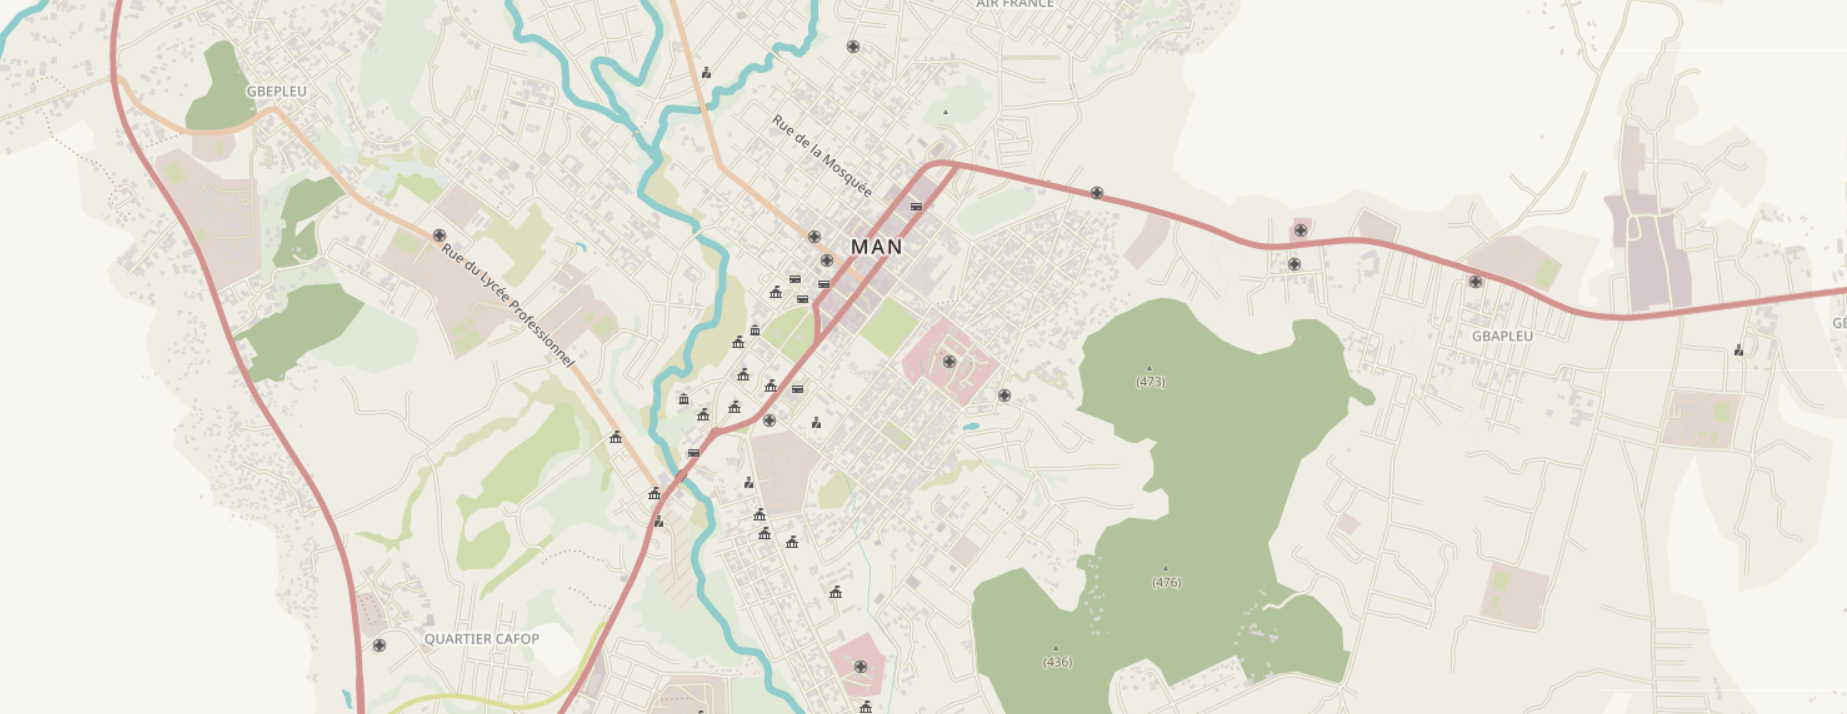 AIR FRANCE
GBEPLEU
Rue de la Mosquée
MAN
Rue du Lycée Professionnel
GBAPLEU
(473)
(476)
QUARTIER CAFOP
(436)